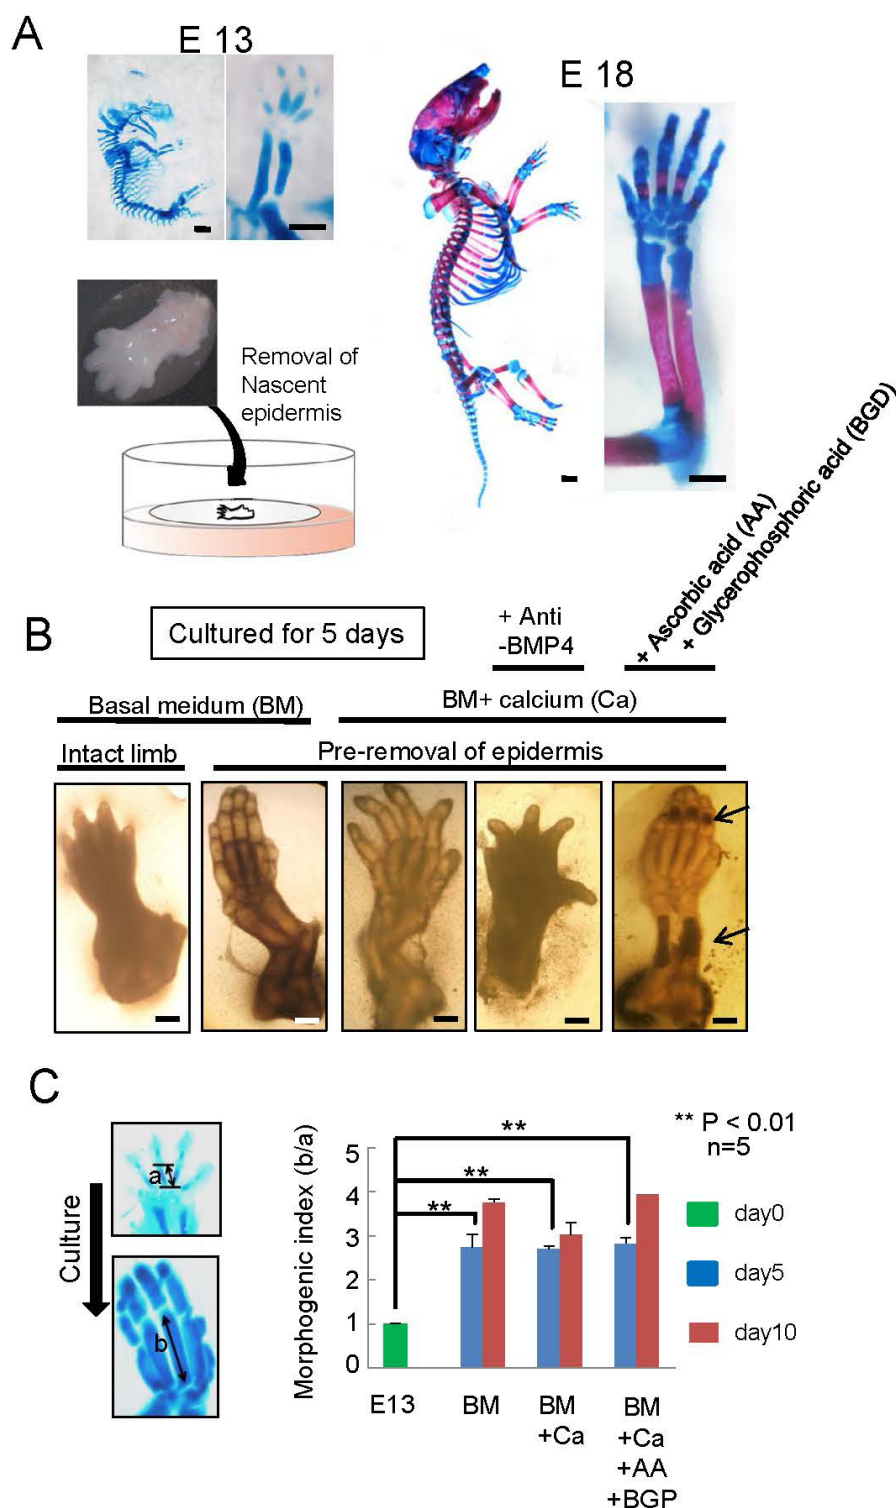 A
E 13
E 18
Removal of
Nascent
epidermis
B
Cultured for 5 days
+ Anti
-BMP4
+ Ascorbic acid (AA)
+ Glycerophosphoric acid (BGD)
Basal meidum (BM)
BM+ calcium (Ca)
Intact limb
Pre-removal of epidermis
C
Culture
a
b
Morphogenic index (b/a)
5
4
3
2
1
0
**
**
**
** P < 0.01
n=5
day0
day5
day10
E13
BM
BM
+Ca
BM
+Ca
+AA
+BGP